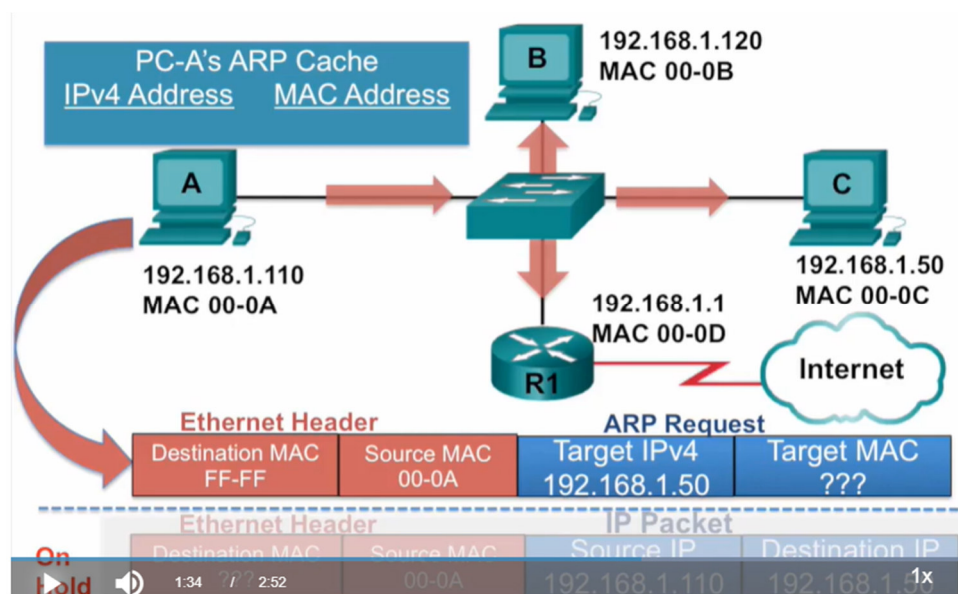 PC-A's ARP Cache
IPv4 Address MAC Address
B
192.168.1.120
MAC 00-0B
A
192.168.1.110
MAC 00-0A
C
192.168.1.50
MAC 00-0C
192.168.1.1
MAC 00-0D
R1
Internet
Ethernet Header
ARP Request
Destination MAC
FF-FF
Source MAC
00-0A
Target IPv4
192.168.1.50
Target MAC
???
On
Hold
Ethernet Header
IP Packet
Destination MAC
???
Source MAC
00-0A
Source IP
192.168.1.110
Destination IP
192.168.1.50
1:34 / 2:52
1x